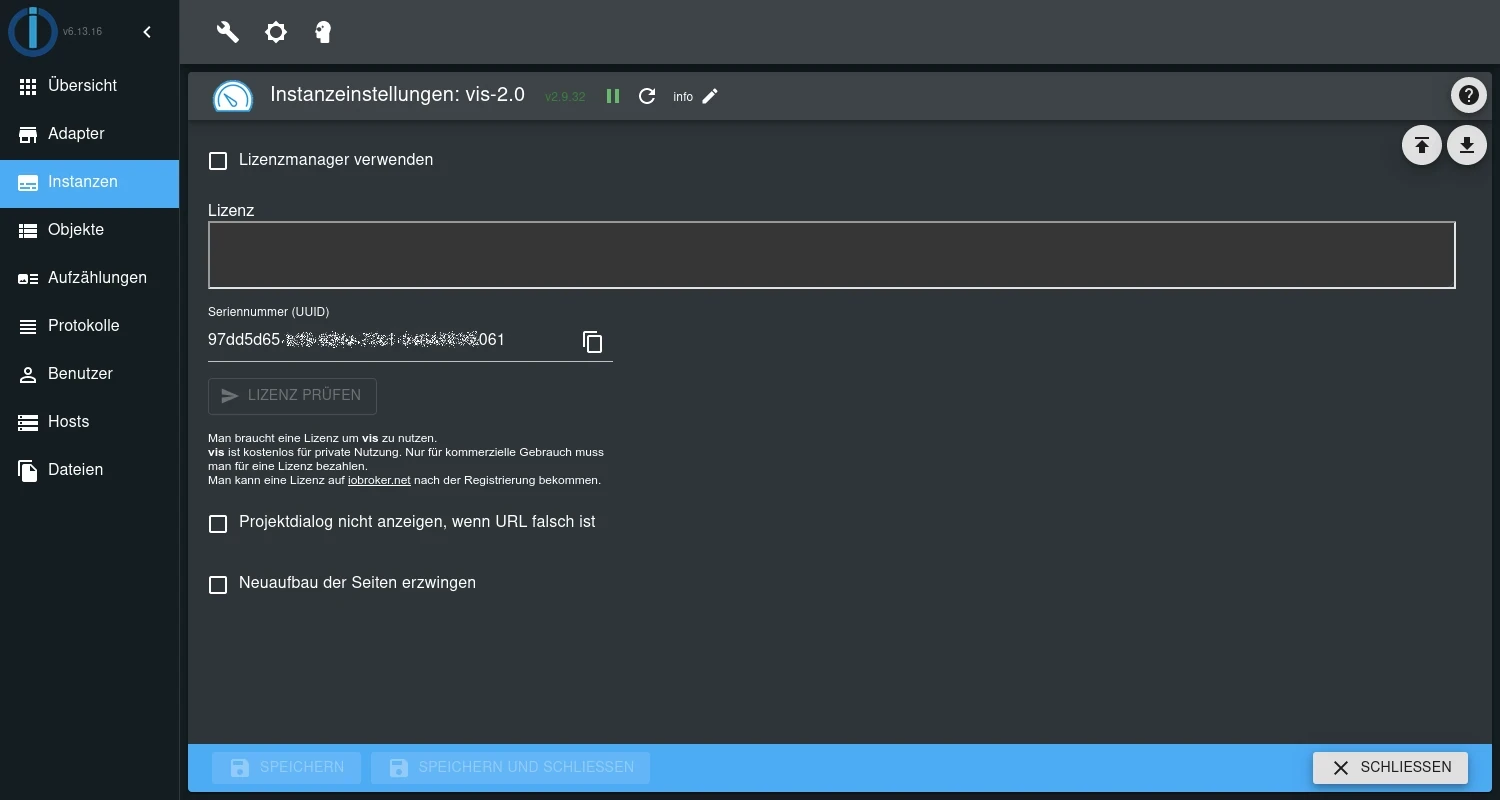 v6.13.16
Übersicht
Adapter
Instanzen
Objekte
Aufzählungen
Protokolle
Benutzer
Hosts
Dateien
Instanzeinstellungen: vis-2.0 v2.9.32 info
Lizenzmanager verwenden
Lizenz
Seriennummer (UUID)
97dd5d65 061
LIZENZ PRÜFEN
Man braucht eine Lizenz um vis zu nutzen.
vis ist kostenlos für private Nutzung. Nur für kommerzielle Gebrauch muss
man für eine Lizenz bezahlen.
Man kann eine Lizenz auf iobroker.net nach der Registrierung bekommen.
Projektdialog nicht anzeigen, wenn URL falsch ist
Neuaufbau der Seiten erzwingen
SPEICHERN
SPEICHERN UND SCHLIESSEN
SCHLIESSEN